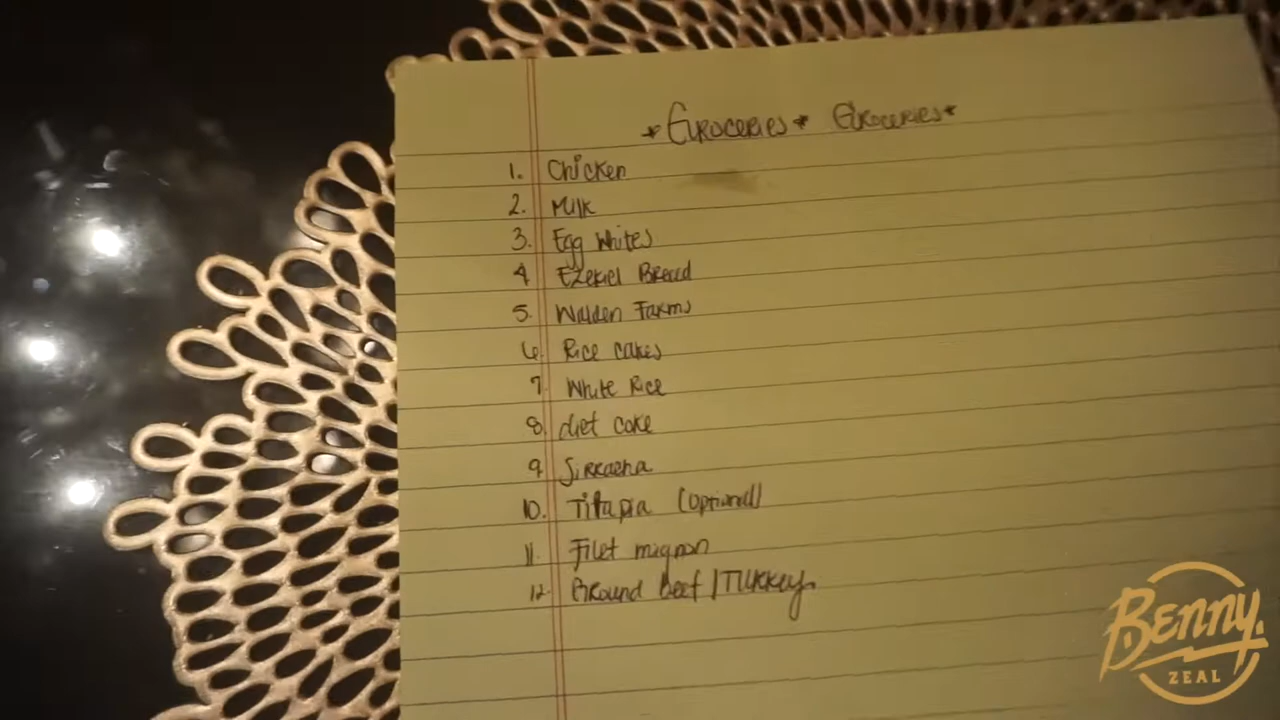 *Groceries* Groceries*
1. Chicken
2. Milk
3. Egg Whites
4 Ezekiel Bread
5. Walden Farms
6. Rice cakes
7. White Rice
8. diet coke
9. Sirracha
10. Tilapia (optional)
11. Filet mignon
12. Ground beef / Turkey
Benny
ZEAL